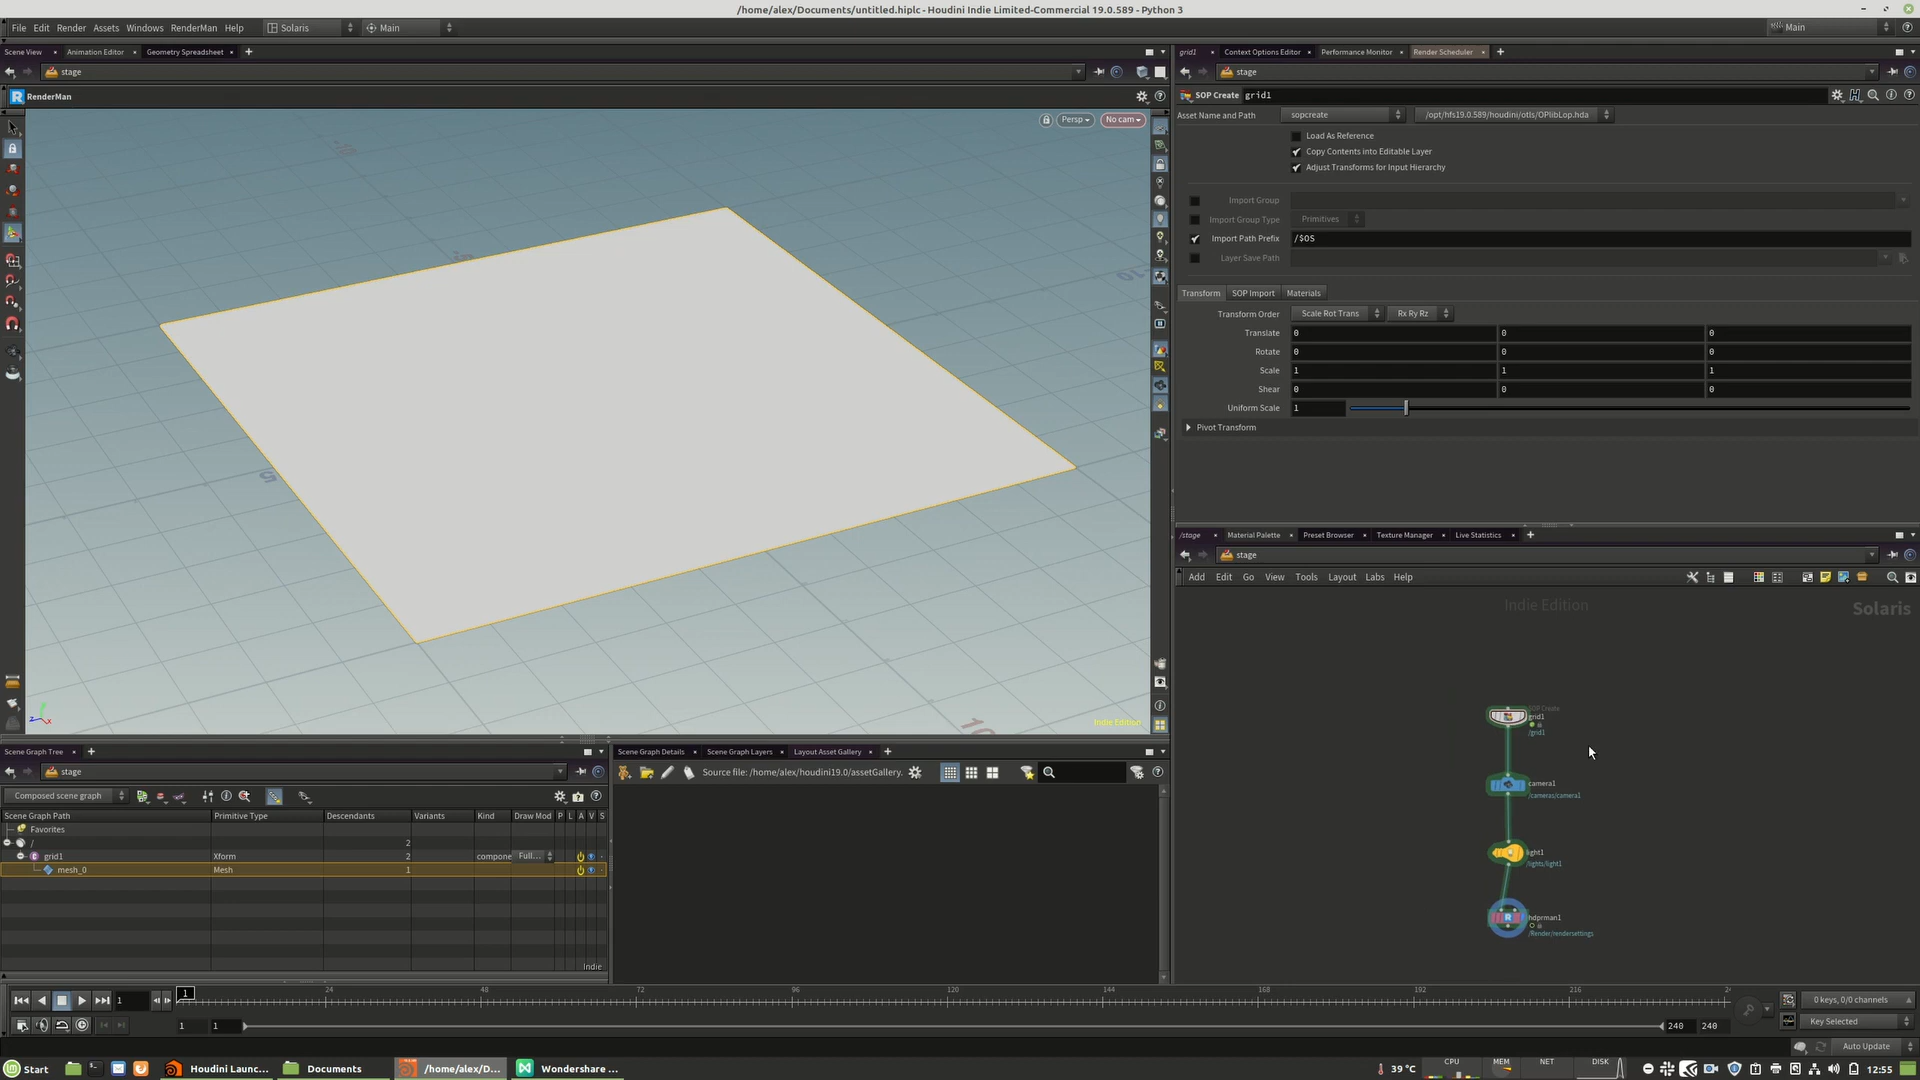 /home/alex/Documents/untitled.hiplc - Houdini Indie Limited-Commercial 19.0.589 - Python 3
File Edit Render Assets Windows RenderMan Help Solaris Main Main
Scene View Animation Editor Geometry Spreadsheet
stage
RenderMan
Persp No cam
5
10
Indie Edition
grid1 Context Options Editor Performance Monitor Render Scheduler
stage
SOP Create grid1
Asset Name and Path sopcreate /opt/hfs19.0.589/houdini/otls/OPlibLop.hda
Load As Reference
Copy Contents into Editable Layer
Adjust Transforms for Input Hierarchy
Import Group
Import Group Type Primitives
Import Path Prefix /$OS
Layer Save Path
Transform SOP Import Materials
Transform Order Scale Rot Trans Rx Ry Rz
Translate 0 0 0
Rotate 0 0 0
Scale 1 1 1
Shear 0 0 0
Uniform Scale 1
Pivot Transform
/stage Material Palette Preset Browser Texture Manager Live Statistics
stage
Add Edit Go View Tools Layout Labs Help
Indie Edition
Solaris
SOP Create
grid1
/grid1
camera1
/cameras/camera1
light1
/lights/light1
hdprman1
/Render/rendersettings
Scene Graph Tree
stage
Composed scene graph
Scene Graph Path Primitive Type Descendants Variants Kind Draw Mod P L A V S
Favorites
/ 2
grid1 Xform 2 compone Full...
mesh_0 Mesh 1
Indie
Scene Graph Details Scene Graph Layers Layout Asset Gallery
Source file: /home/alex/houdini19.0/assetGallery.
1 1 24 48 72 96 120 144 168 192 216
0 keys, 0/0 channels
1 1 240 240
Key Selected
Auto Update
Start Houdini Launc... Documents /home/alex/D... Wondershare ... 39 °C CPU MEM NET DISK 12:55